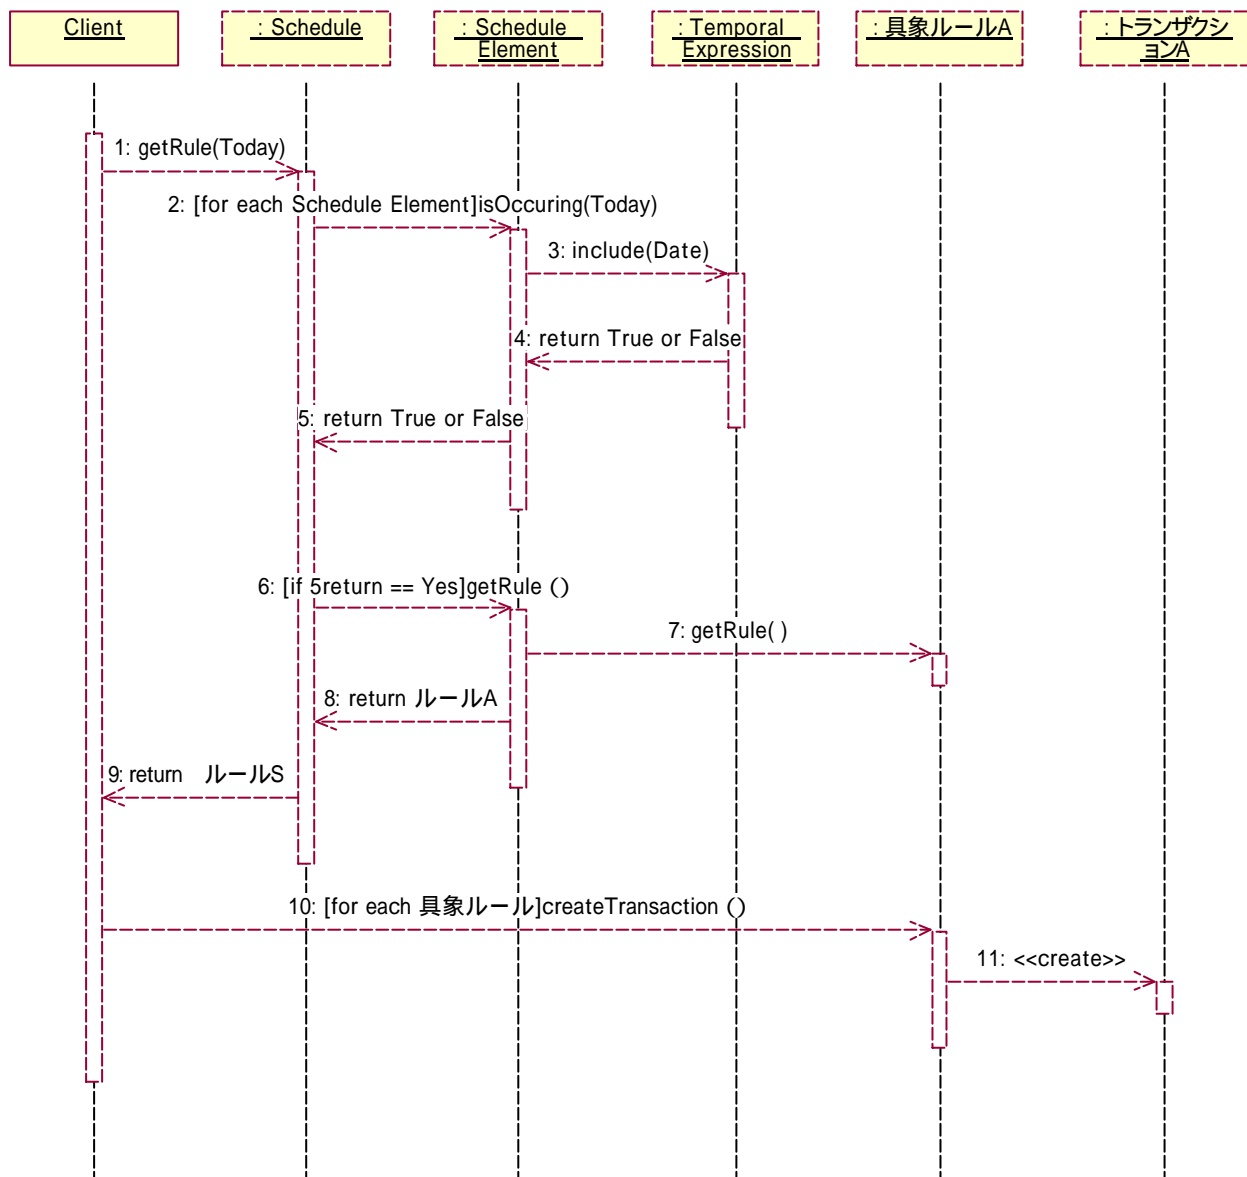 Client
: Schedule
: Schedule
Element
: Temporal
Expression
: 具象ルールA
: トランザクシ
ョンA
1: getRule(Today)
2: [for each Schedule Element]isOccuring(Today)
3: include(Date)
4: return True or False
5: return True or False
6: [if 5return == Yes]getRule ()
7: getRule( )
8: return ルールA
9: return　ルールS
10: [for each 具象ルール]createTransaction ()
11: <<create>>